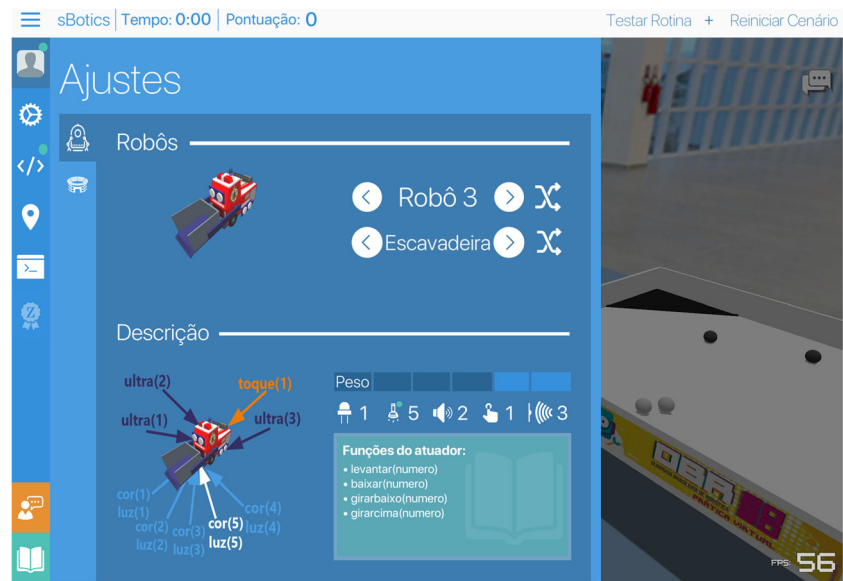 sBotics Tempo: 0:00 Pontuação: 0
Testar Rotina + Reiniciar Cenário
Ajustes
Robôs
Robô 3
Escavadeira
Descrição
ultra(2)
toque(1)
ultra(1)
ultra(3)
cor(1)
luz(1)
cor(2)
luz(2)
cor(3)
luz(3)
cor(5)
luz(5)
cor(4)
luz(4)
Peso
1 5 2 1 3
Funções do atuador:
• levantar(numero)
• baixar(numero)
• girarbaixo(numero)
• girarcima(numero)
OBR
PRÁTICA VIRTUAL
FPS: 56